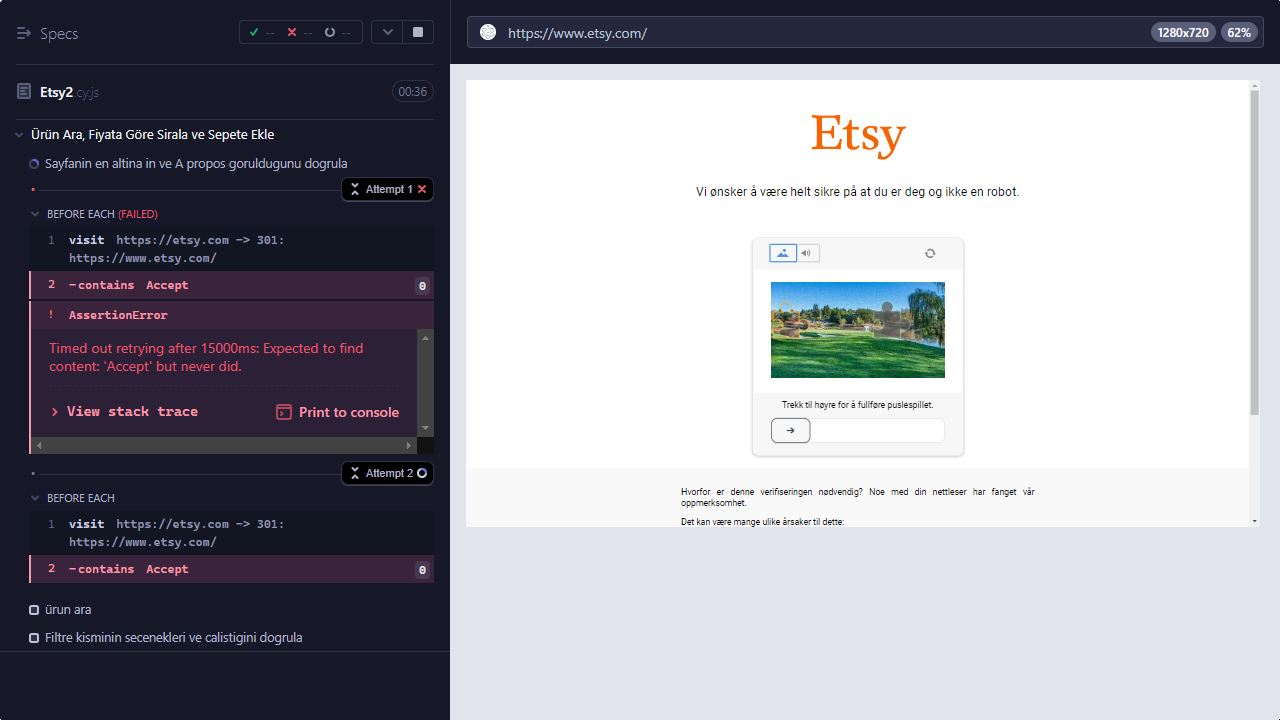 Specs
-- -- --
Etsy2.cy.js
00:36
Ürün Ara, Fiyata Göre Sirala ve Sepete Ekle
Sayfanin en altina in ve A propos goruldugunu dogrula
Attempt 1
BEFORE EACH (FAILED)
1 visit https://etsy.com -> 301:
https://www.etsy.com/
2 -contains Accept 0
! AssertionError
Timed out retrying after 15000ms: Expected to find
content: 'Accept' but never did.
View stack trace
Print to console
Attempt 2
BEFORE EACH
1 visit https://etsy.com -> 301:
https://www.etsy.com/
2 -contains Accept 0
ürun ara
Filtre kisminin secenekleri ve calistigini dogrula
https://www.etsy.com/
1280x720
62%
Etsy
Vi ønsker å være helt sikre på at du er deg og ikke en robot.
Trekk til høyre for å fullføre puslespillet.
Hvorfor er denne verifiseringen nødvendig? Noe med din nettleser har fanget vår
oppmerksomhet.
Det kan være mange ulike årsaker til dette: